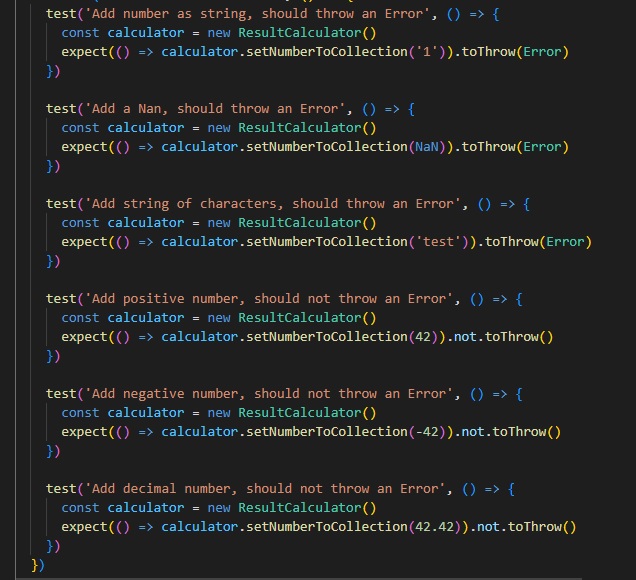 test('Add number as string, should throw an Error', () => {
const calculator = new ResultCalculator()
expect(() => calculator.setNumberToCollection('1')).toThrow(Error)
})
test('Add a Nan, should throw an Error', () => {
const calculator = new ResultCalculator()
expect(() => calculator.setNumberToCollection(NaN)).toThrow(Error)
})
test('Add string of characters, should throw an Error', () => {
const calculator = new ResultCalculator()
expect(() => calculator.setNumberToCollection('test')).toThrow(Error)
})
test('Add positive number, should not throw an Error', () => {
const calculator = new ResultCalculator()
expect(() => calculator.setNumberToCollection(42)).not.toThrow()
})
test('Add negative number, should not throw an Error', () => {
const calculator = new ResultCalculator()
expect(() => calculator.setNumberToCollection(-42)).not.toThrow()
})
test('Add decimal number, should not throw an Error', () => {
const calculator = new ResultCalculator()
expect(() => calculator.setNumberToCollection(42.42)).not.toThrow()
})
})